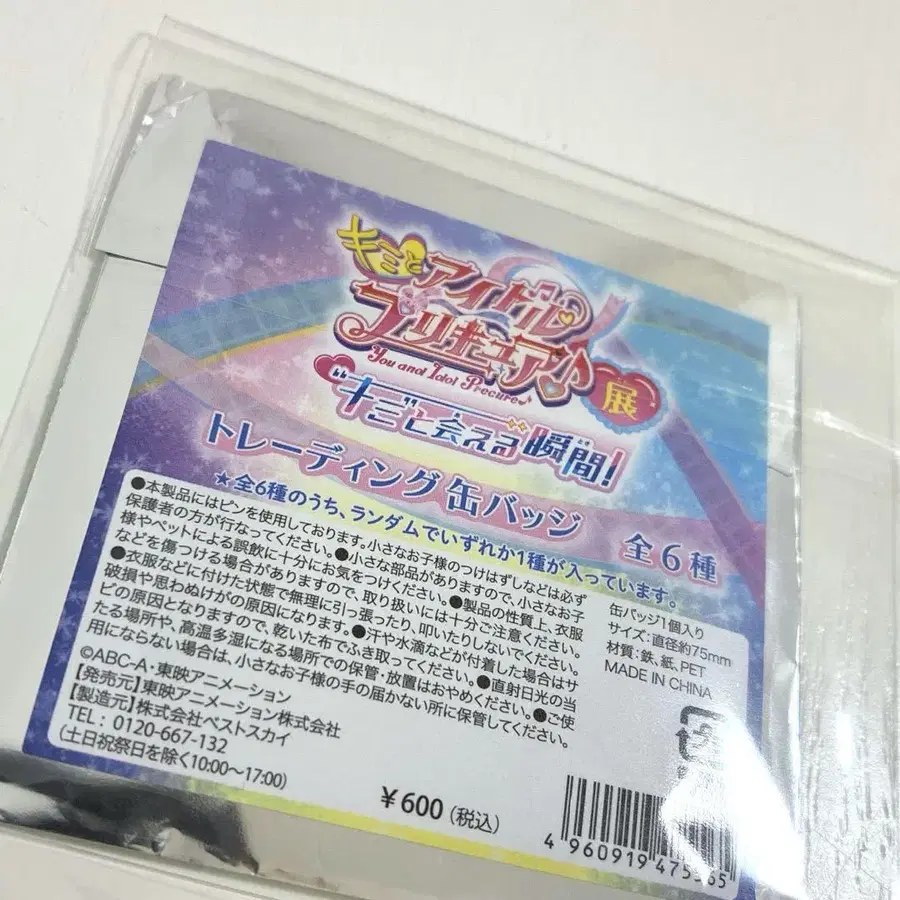 キミとアイドル
プリキュア♪
You and Idol Precure♪
展
“キミと会える瞬間!
トレーディング缶バッジ
全6種
★全6種のうち、ランダムでいずれか1種が入っています。
●本製品にはピンを使用しております。小さなお子様のつけはずしなどは必ず
保護者の方が行なってください。●小さな部品がありますので、小さなお子
様やペットによる誤飲に十分にお気をつけください。●製品の性質上、衣服
などを傷つける場合がありますので、取り扱いには十分ご注意ください。
●衣服などに付けた状態で無理に引っ張ったり、叩いたりしないでください。
破損や思わぬけがの原因になります。●汗や水滴などが付着した場合はサ
ビの原因となりますので、乾いた布でふき取ってください。●直射日光の当
たる場所や、高温多湿になる場所での保管・放置はおやめください。●ご使
用にならない場合は、小さなお子様の手の届かない所に保管してください。
缶バッジ1個入り
サイズ:直径約75mm
材質:鉄、紙、PET
MADE IN CHINA
©ABC-A・東映アニメーション
【発売元】東映アニメーション株式会社
【製造元】株式会社ベストスカイ
TEL : 0120-667-132
(土日祝祭日を除く10:00〜17:00)
¥600(税込)
4 960919 475565